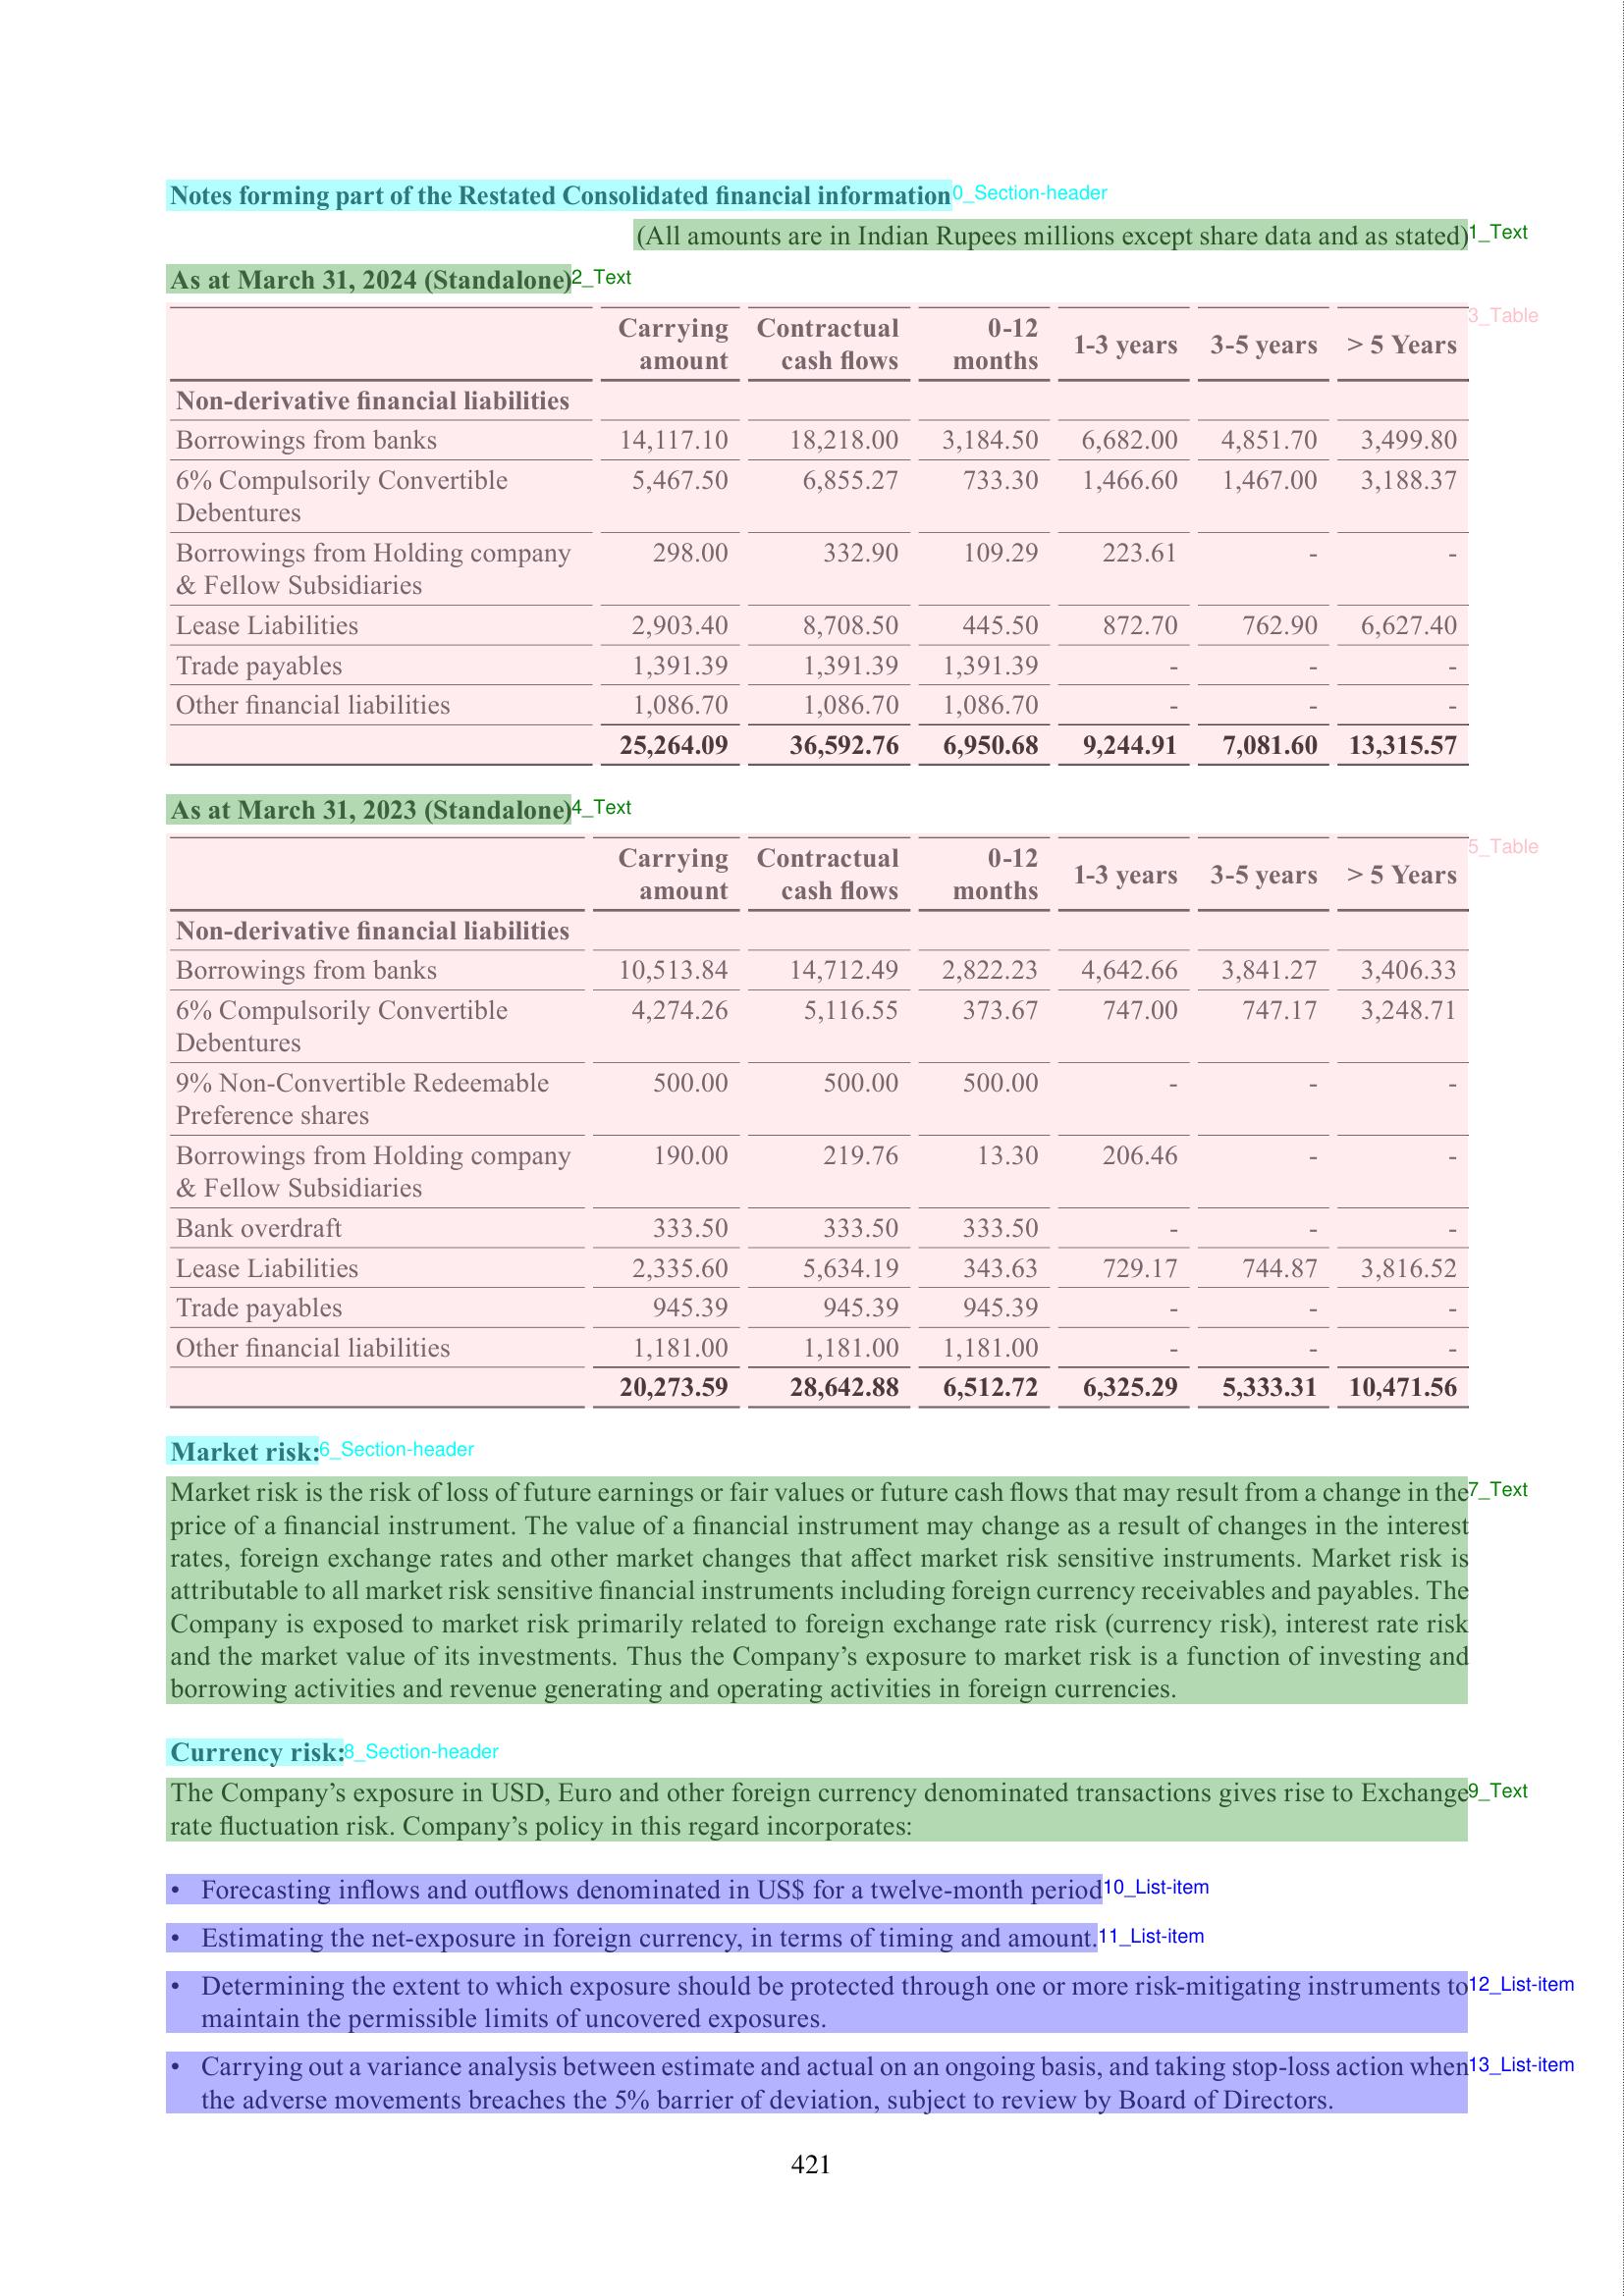 Notes forming part of the Restated Consolidated financial information 0_Section-header
(All amounts are in Indian Rupees millions except share data and as stated) 1_Text
As at March 31, 2024 (Standalone) 2_Text
3_Table
Carrying amount Contractual cash flows 0-12 months 1-3 years 3-5 years > 5 Years
Non-derivative financial liabilities
Borrowings from banks 14,117.10 18,218.00 3,184.50 6,682.00 4,851.70 3,499.80
6% Compulsorily Convertible 5,467.50 6,855.27 733.30 1,466.60 1,467.00 3,188.37
Debentures
Borrowings from Holding company 298.00 332.90 109.29 223.61 - -
& Fellow Subsidiaries
Lease Liabilities 2,903.40 8,708.50 445.50 872.70 762.90 6,627.40
Trade payables 1,391.39 1,391.39 1,391.39 - - -
Other financial liabilities 1,086.70 1,086.70 1,086.70 - - -
25,264.09 36,592.76 6,950.68 9,244.91 7,081.60 13,315.57
As at March 31, 2023 (Standalone) 4_Text
5_Table
Carrying amount Contractual cash flows 0-12 months 1-3 years 3-5 years > 5 Years
Non-derivative financial liabilities
Borrowings from banks 10,513.84 14,712.49 2,822.23 4,642.66 3,841.27 3,406.33
6% Compulsorily Convertible 4,274.26 5,116.55 373.67 747.00 747.17 3,248.71
Debentures
9% Non-Convertible Redeemable 500.00 500.00 500.00 - - -
Preference shares
Borrowings from Holding company 190.00 219.76 13.30 206.46 - -
& Fellow Subsidiaries
Bank overdraft 333.50 333.50 333.50 - - -
Lease Liabilities 2,335.60 5,634.19 343.63 729.17 744.87 3,816.52
Trade payables 945.39 945.39 945.39 - - -
Other financial liabilities 1,181.00 1,181.00 1,181.00 - - -
20,273.59 28,642.88 6,512.72 6,325.29 5,333.31 10,471.56
Market risk: 6_Section-header
Market risk is the risk of loss of future earnings or fair values or future cash flows that may result from a change in the 7_Text
price of a financial instrument. The value of a financial instrument may change as a result of changes in the interest
rates, foreign exchange rates and other market changes that affect market risk sensitive instruments. Market risk is
attributable to all market risk sensitive financial instruments including foreign currency receivables and payables. The
Company is exposed to market risk primarily related to foreign exchange rate risk (currency risk), interest rate risk
and the market value of its investments. Thus the Company’s exposure to market risk is a function of investing and
borrowing activities and revenue generating and operating activities in foreign currencies.
Currency risk: 8_Section-header
The Company’s exposure in USD, Euro and other foreign currency denominated transactions gives rise to Exchange 9_Text
rate fluctuation risk. Company’s policy in this regard incorporates:
• Forecasting inflows and outflows denominated in US$ for a twelve-month period 10_List-item
• Estimating the net-exposure in foreign currency, in terms of timing and amount. 11_List-item
• Determining the extent to which exposure should be protected through one or more risk-mitigating instruments to 12_List-item
maintain the permissible limits of uncovered exposures.
• Carrying out a variance analysis between estimate and actual on an ongoing basis, and taking stop-loss action when 13_List-item
the adverse movements breaches the 5% barrier of deviation, subject to review by Board of Directors.
421